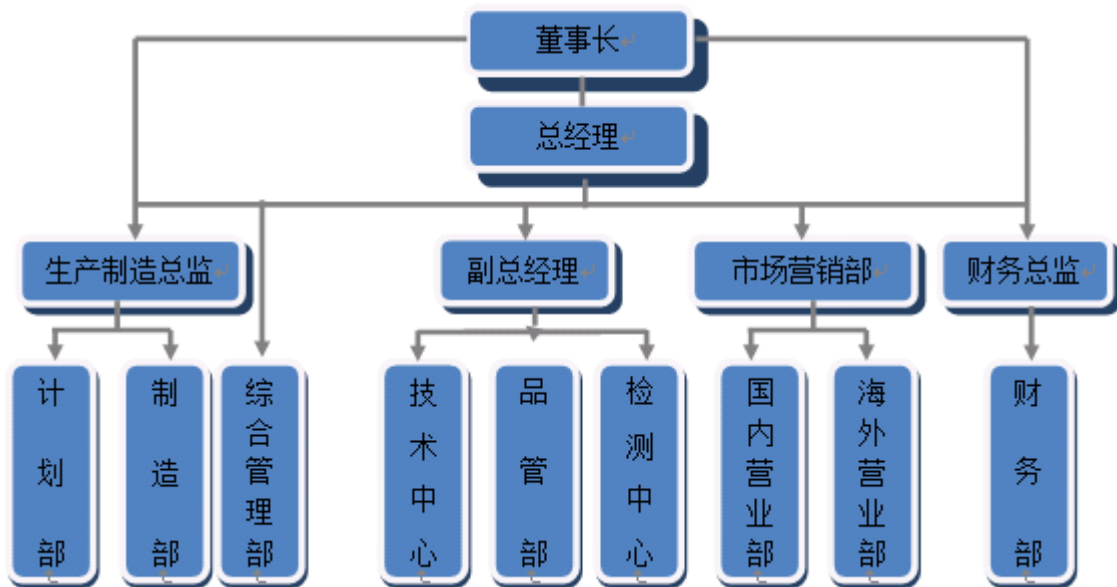 董事长
总经理
生产制造总监
副总经理
市场营销部
财务总监
计划部
制造部
综合管理部
技术中心
品管部
检测中心
国内营业部
海外营业部
财务部